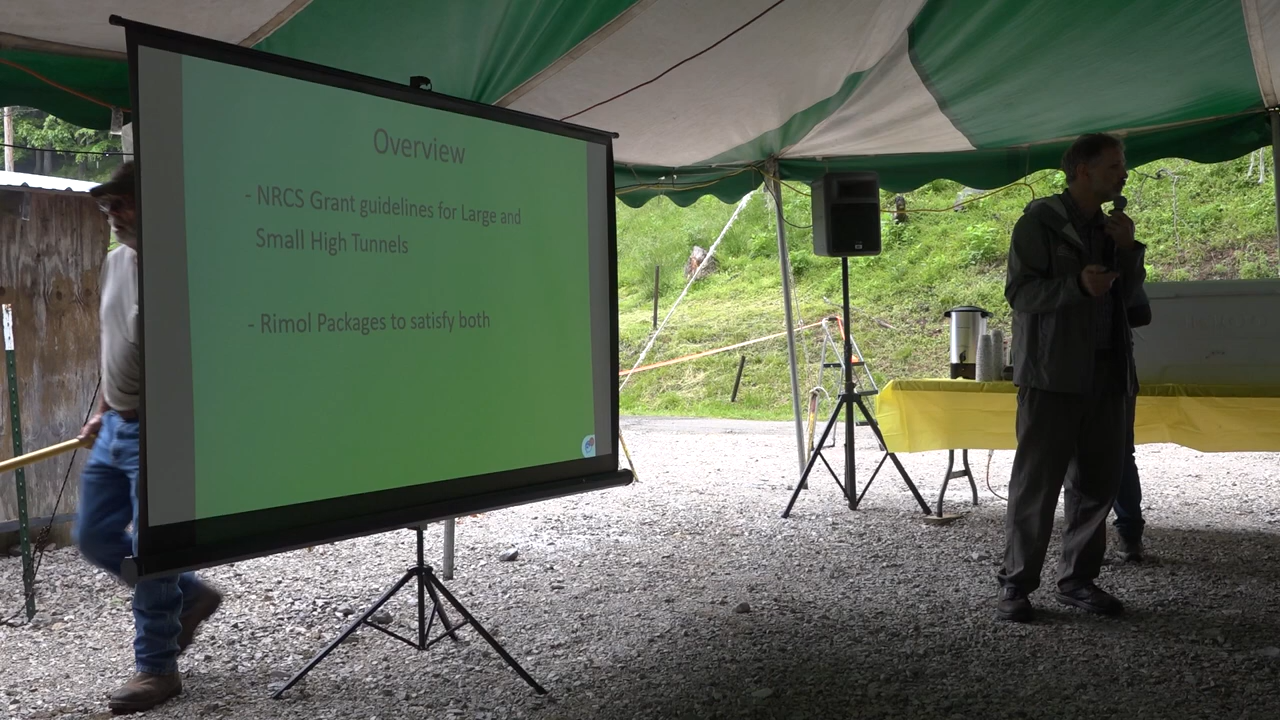 Overview
- NRCS Grant guidelines for Large and
Small High Tunnels
- Rimol Packages to satisfy both